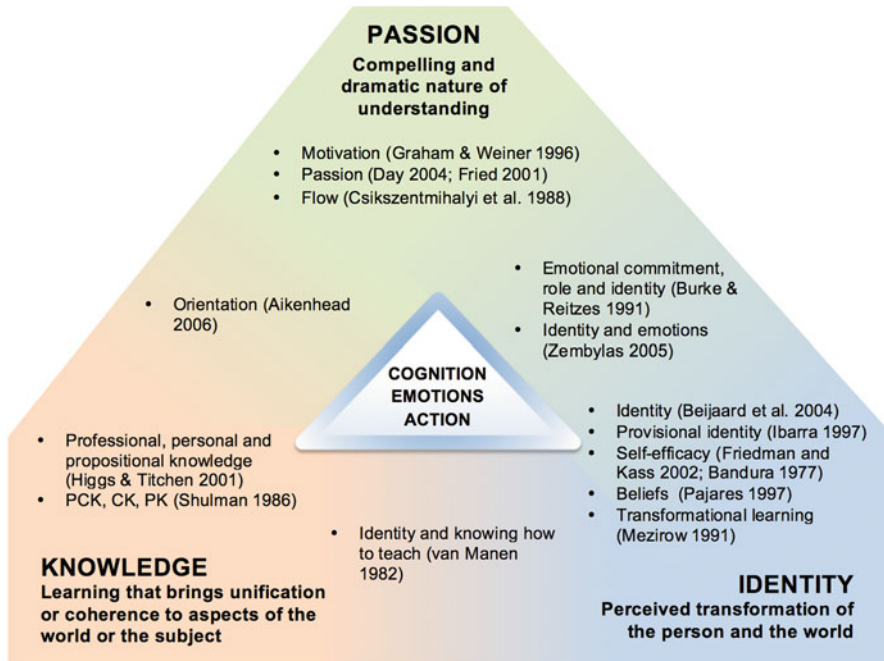 PASSION
Compelling and
dramatic nature of
understanding
• Motivation (Graham & Weiner 1996)
• Passion (Day 2004; Fried 2001)
• Flow (Csikszentmihalyi et al. 1988)
• Orientation (Aikenhead
2006)
• Emotional commitment,
role and identity (Burke &
Reitzes 1991)
• Identity and emotions
(Zembylas 2005)
COGNITION
EMOTIONS
ACTION
• Professional, personal and
propositional knowledge
(Higgs & Titchen 2001)
• PCK, CK, PK (Shulman 1986)
• Identity (Beijaard et al. 2004)
• Provisional identity (Ibarra 1997)
• Self-efficacy (Friedman and
Kass 2002; Bandura 1977)
• Beliefs (Pajares 1997)
• Transformational learning
(Mezirow 1991)
• Identity and knowing how
to teach (van Manen
1982)
KNOWLEDGE
Learning that brings unification
or coherence to aspects of the
world or the subject
IDENTITY
Perceived transformation of
the person and the world